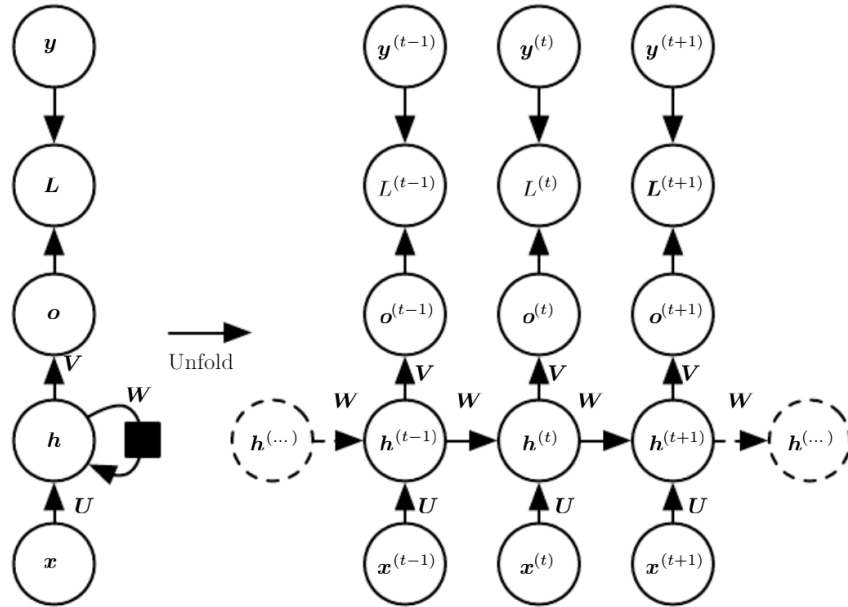 y y^(t−1) y^(t) y^(t+1)
L L^(t−1) L^(t) L^(t+1)
o o^(t−1) o^(t) o^(t+1)
Unfold
V V V V
W W W W W
h h^(...) h^(t−1) h^(t) h^(t+1) h^(...)
U U U U
x x^(t−1) x^(t) x^(t+1)